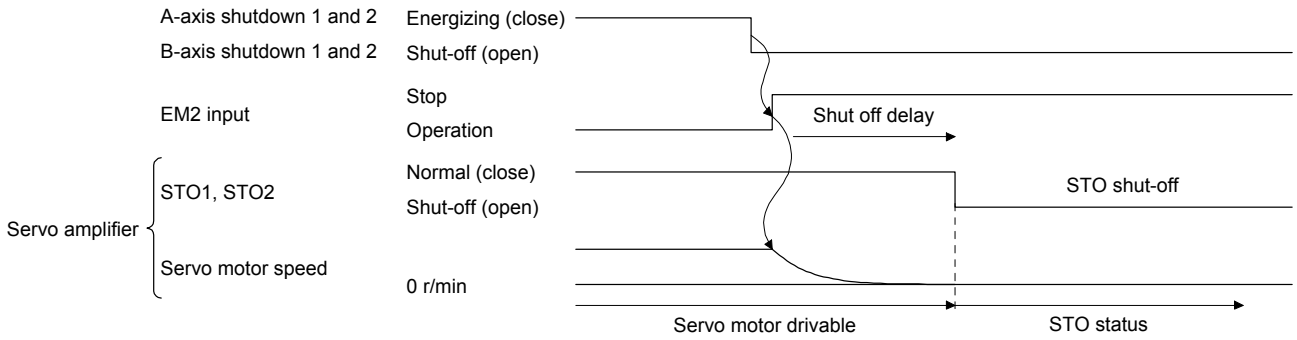 A-axis shutdown 1 and 2 Energizing (close)
B-axis shutdown 1 and 2 Shut-off (open)
EM2 input
Stop
Operation
Shut off delay
Servo amplifier
STO1, STO2
Normal (close)
Shut-off (open)
STO shut-off
Servo motor speed
0 r/min
Servo motor drivable
STO status